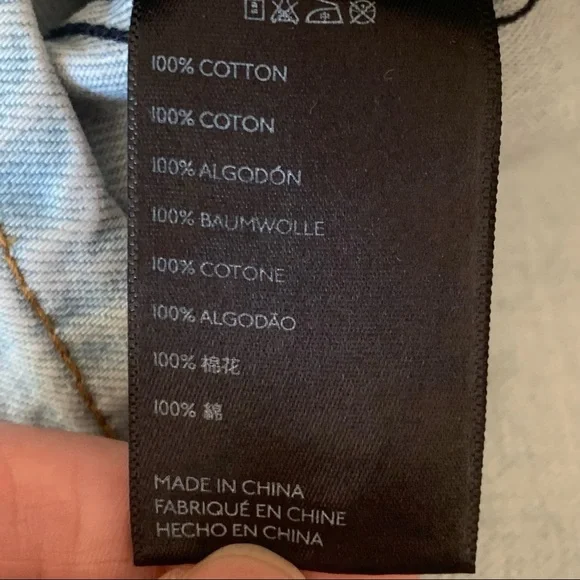 100% COTTON
100% COTON
100% ALGODÓN
100% BAUMWOLLE
100% COTONE
100% ALGODÃO
100% 棉花
100% 綿
MADE IN CHINA
FABRIQUÉ EN CHINE
HECHO EN CHINA